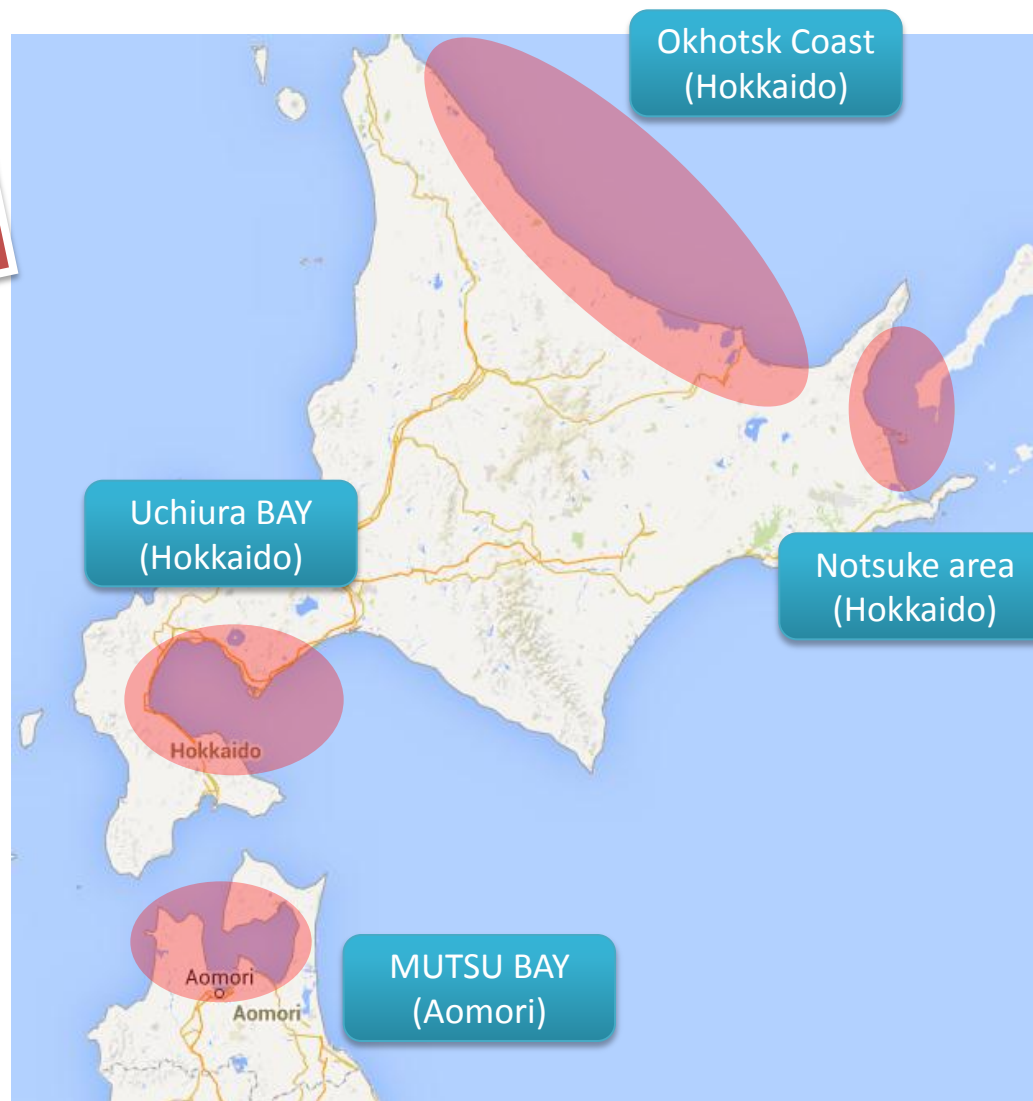 Okhotsk Coast
(Hokkaido)
Uchiura BAY
(Hokkaido)
Notsuke area
(Hokkaido)
Hokkaido
MUTSU BAY
(Aomori)
Aomori
Aomori